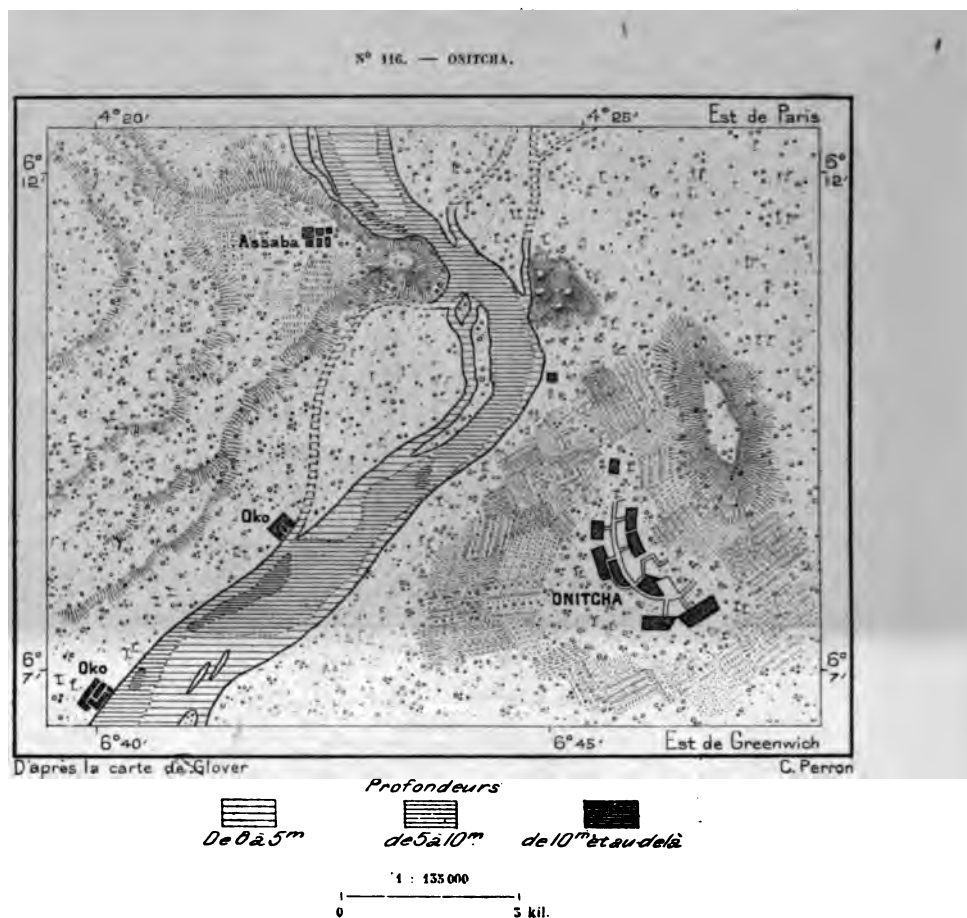 Nº 116. — ONITCHA.
4°20' 4°25' Est de Paris
6° 12' 6° 12'
Assaba
Oko
ONITCHA
Oko
6° 7' 6° 7'
6°40' 6°45' Est de Greenwich
D'après la carte de Glover C. Perron
Profondeurs
De 0 à 5m de 5 à 10m de 10m et au-delà
1 : 135 000
0 3 kil.